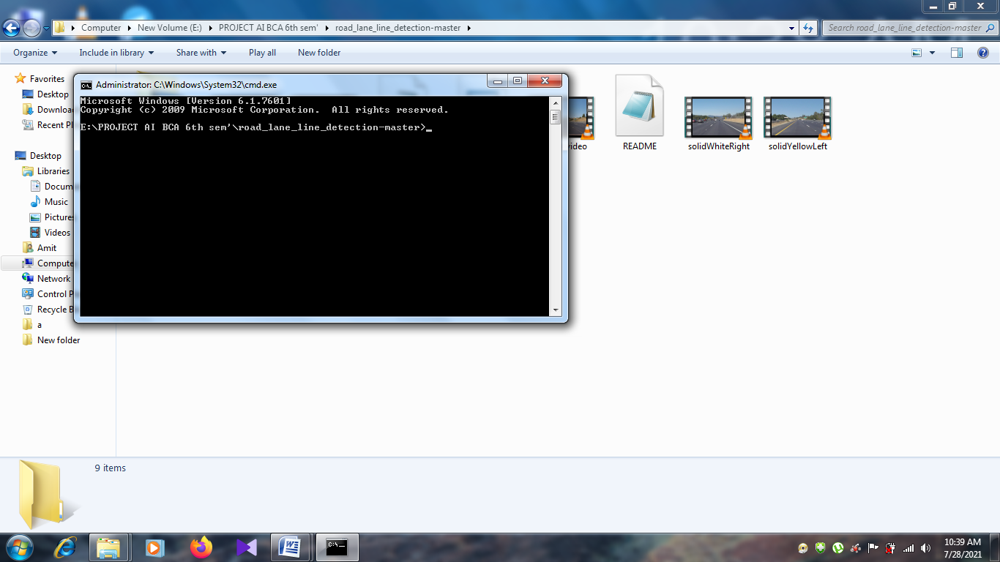 Computer
New Volume (E:)
PROJECT AI BCA 6th sem'
road_lane_line_detection-master
Search road_lane_line_detection-master
Organize
Include in library
Share with
Play all
New folder
Favorites
Desktop
Downloa
Recent Pl
Desktop
Libraries
Docum
Music
Pictures
Videos
Amit
Compute
Network
Control P
Recycle B
a
New folder
Administrator: C:\Windows\System32\cmd.exe
Microsoft Windows [Version 6.1.7601]
Copyright (c) 2009 Microsoft Corporation. All rights reserved.
E:\PROJECT AI BCA 6th sem'\road_lane_line_detection-master>_
video
README
solidWhiteRight
solidYellowLeft
9 items
10:39 AM
7/28/2021